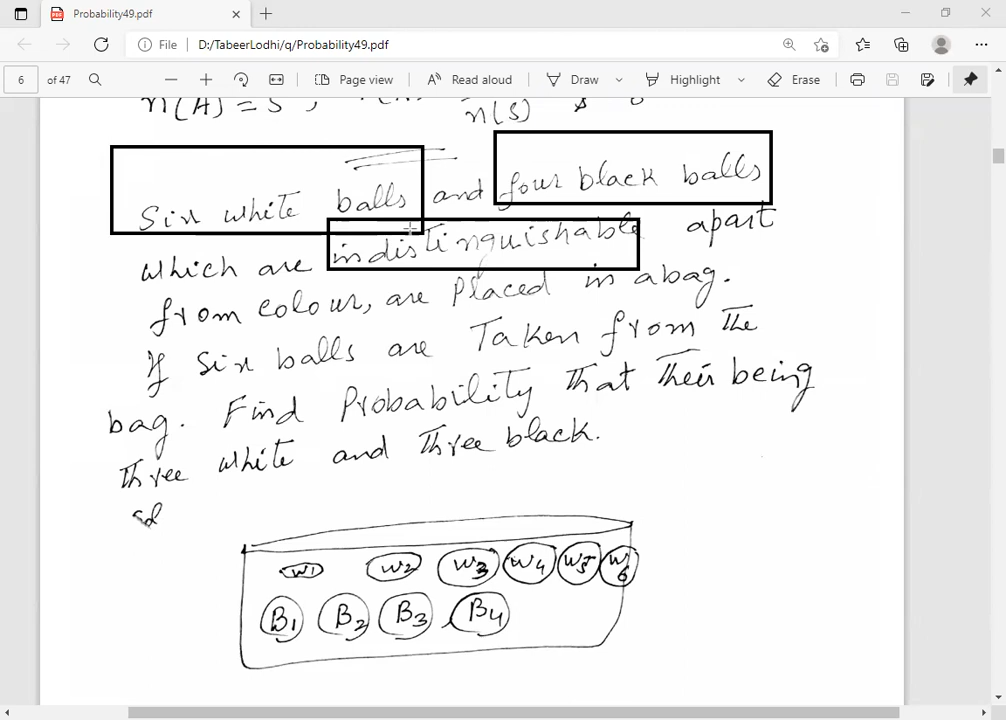 Probability49.pdf
File D:/TabeerLodhi/q/Probability49.pdf
6 of 47 Page view Read aloud Draw Highlight Erase
n(S)
Six white balls and four black balls
which are indistinguishable apart
from colour, are placed in a bag.
If six balls are Taken from the
bag. Find Probability that their being
Three white and Three black.
sol
W1 W2 W3 W4 W5 W6
B1 B2 B3 B4